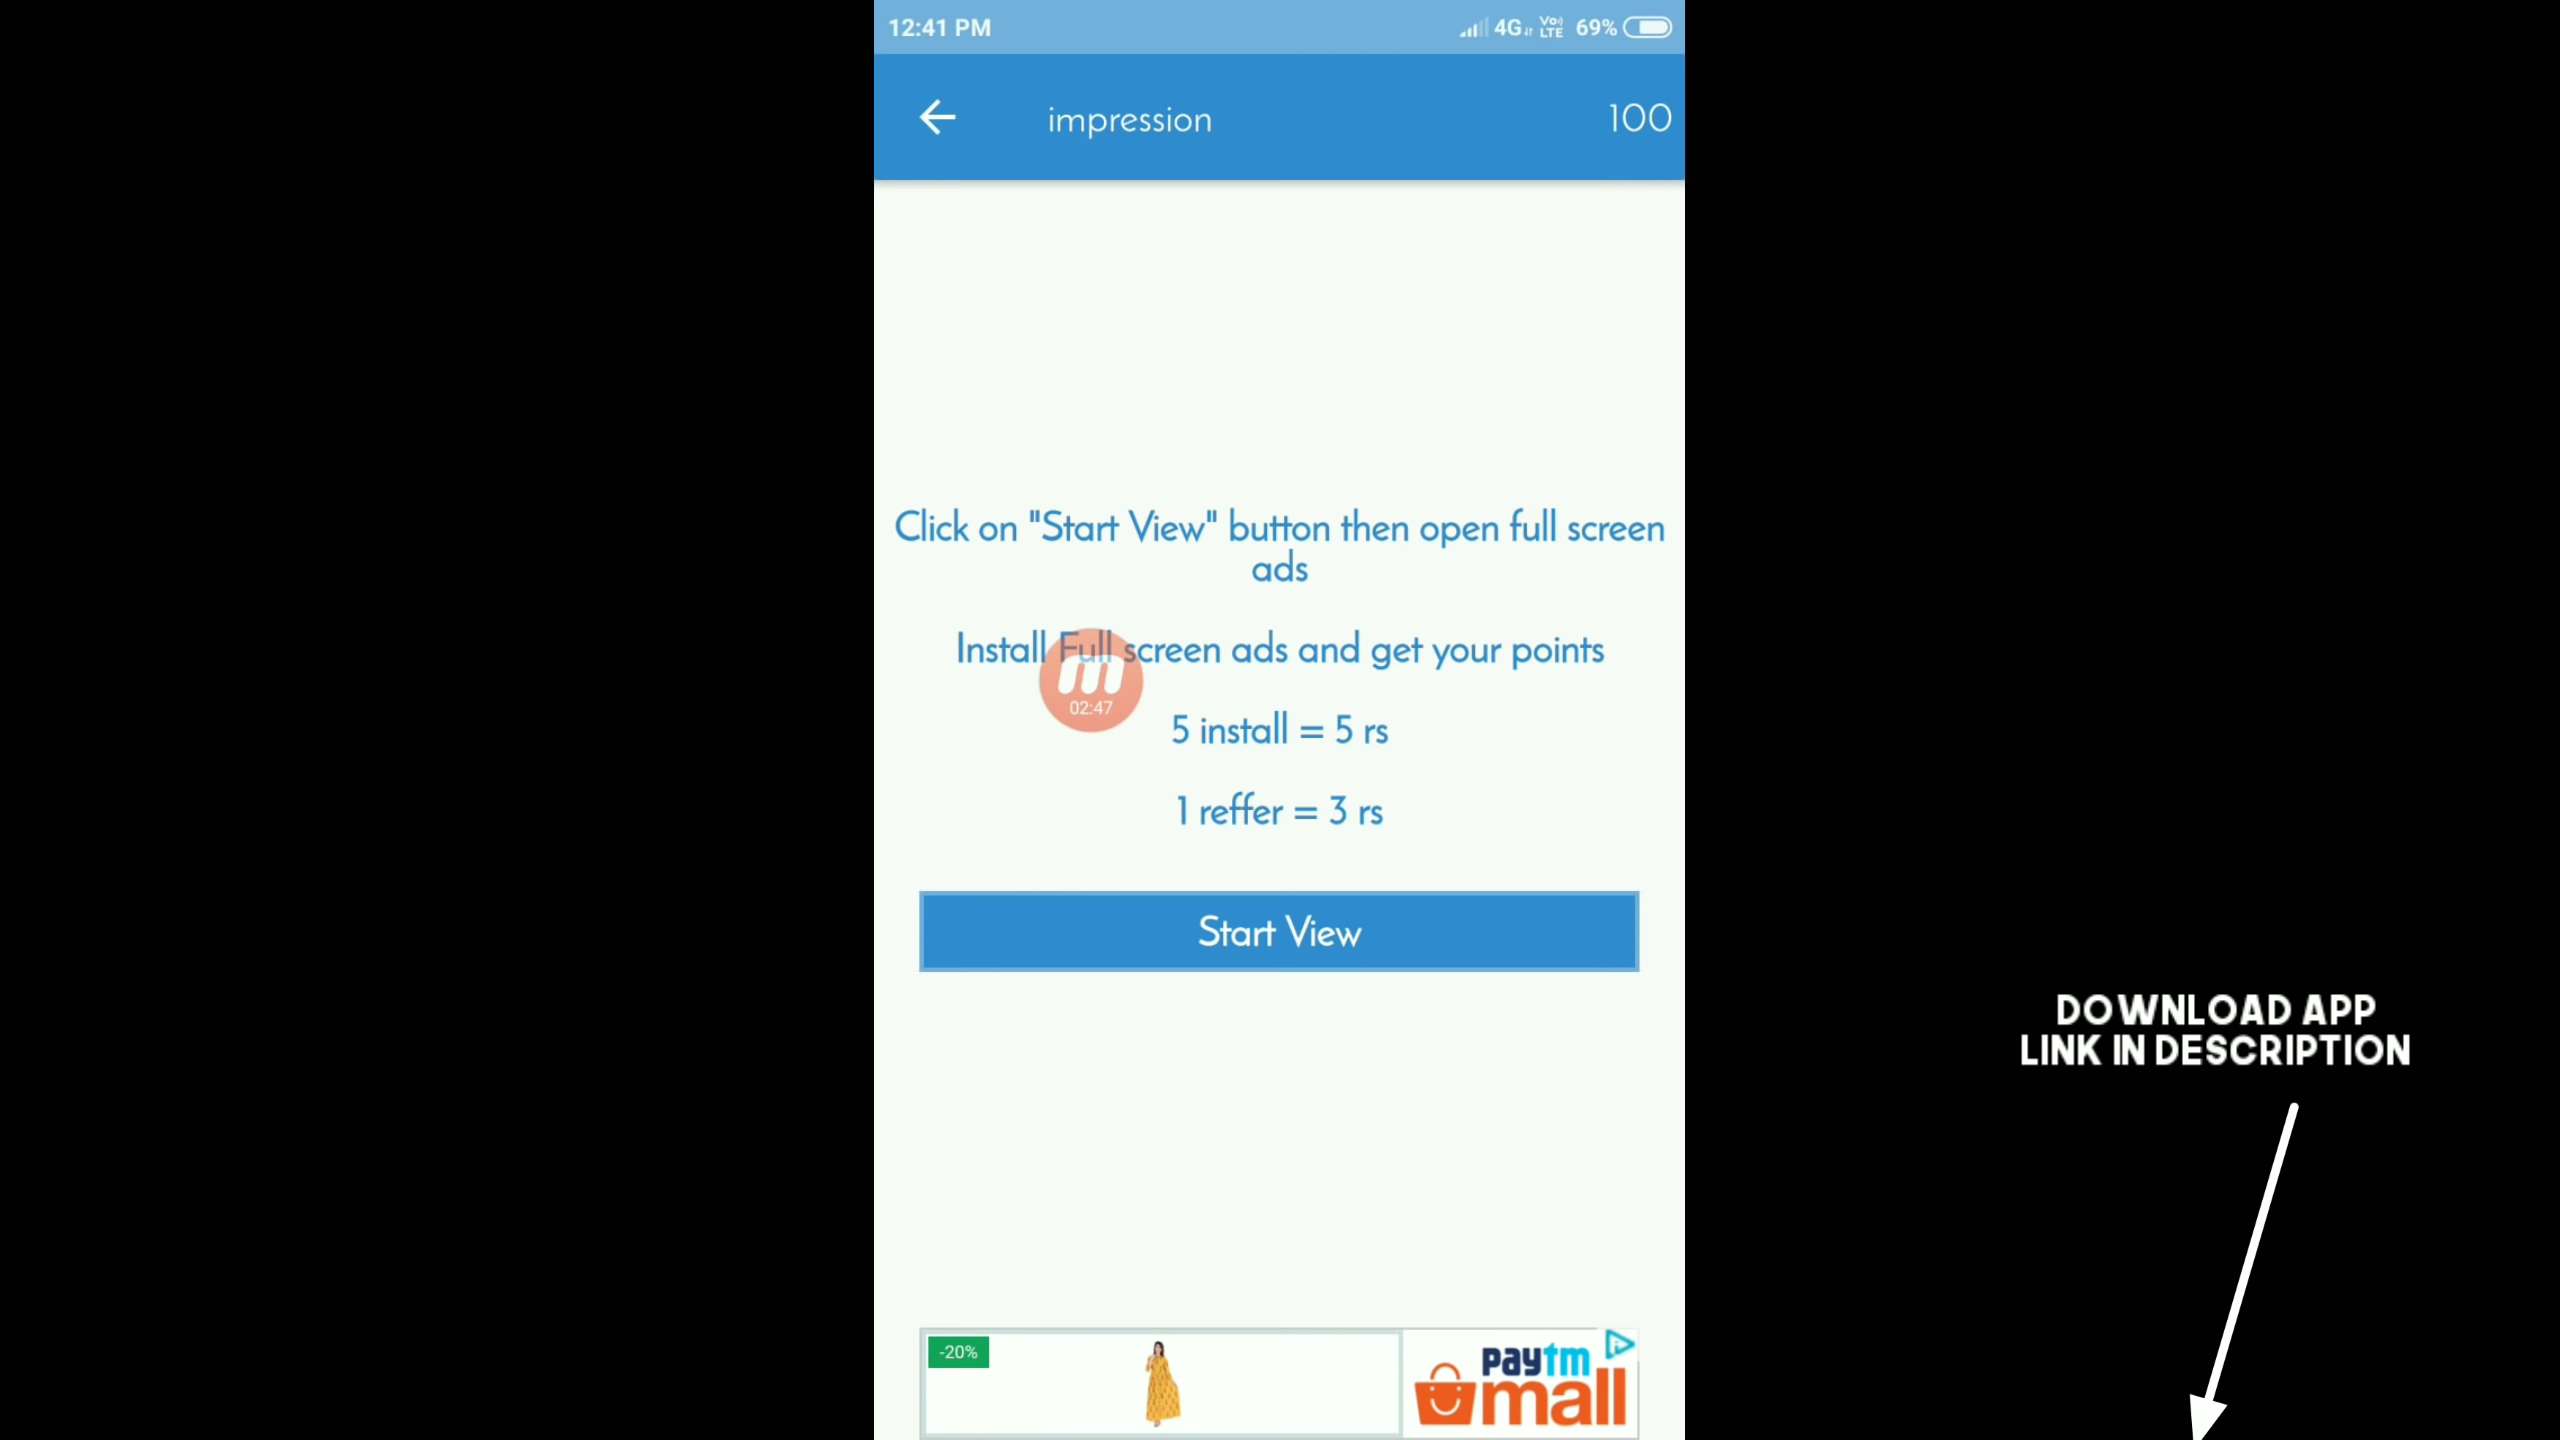 12:41 PM
4G Vo) LTE 69%
impression
100
Click on "Start View" button then open full screen
ads
Install Full screen ads and get your points
02:47
5 install = 5 rs
1 reffer = 3 rs
Start View
DOWNLOAD APP
LINK IN DESCRIPTION
-20%
paytm
mall